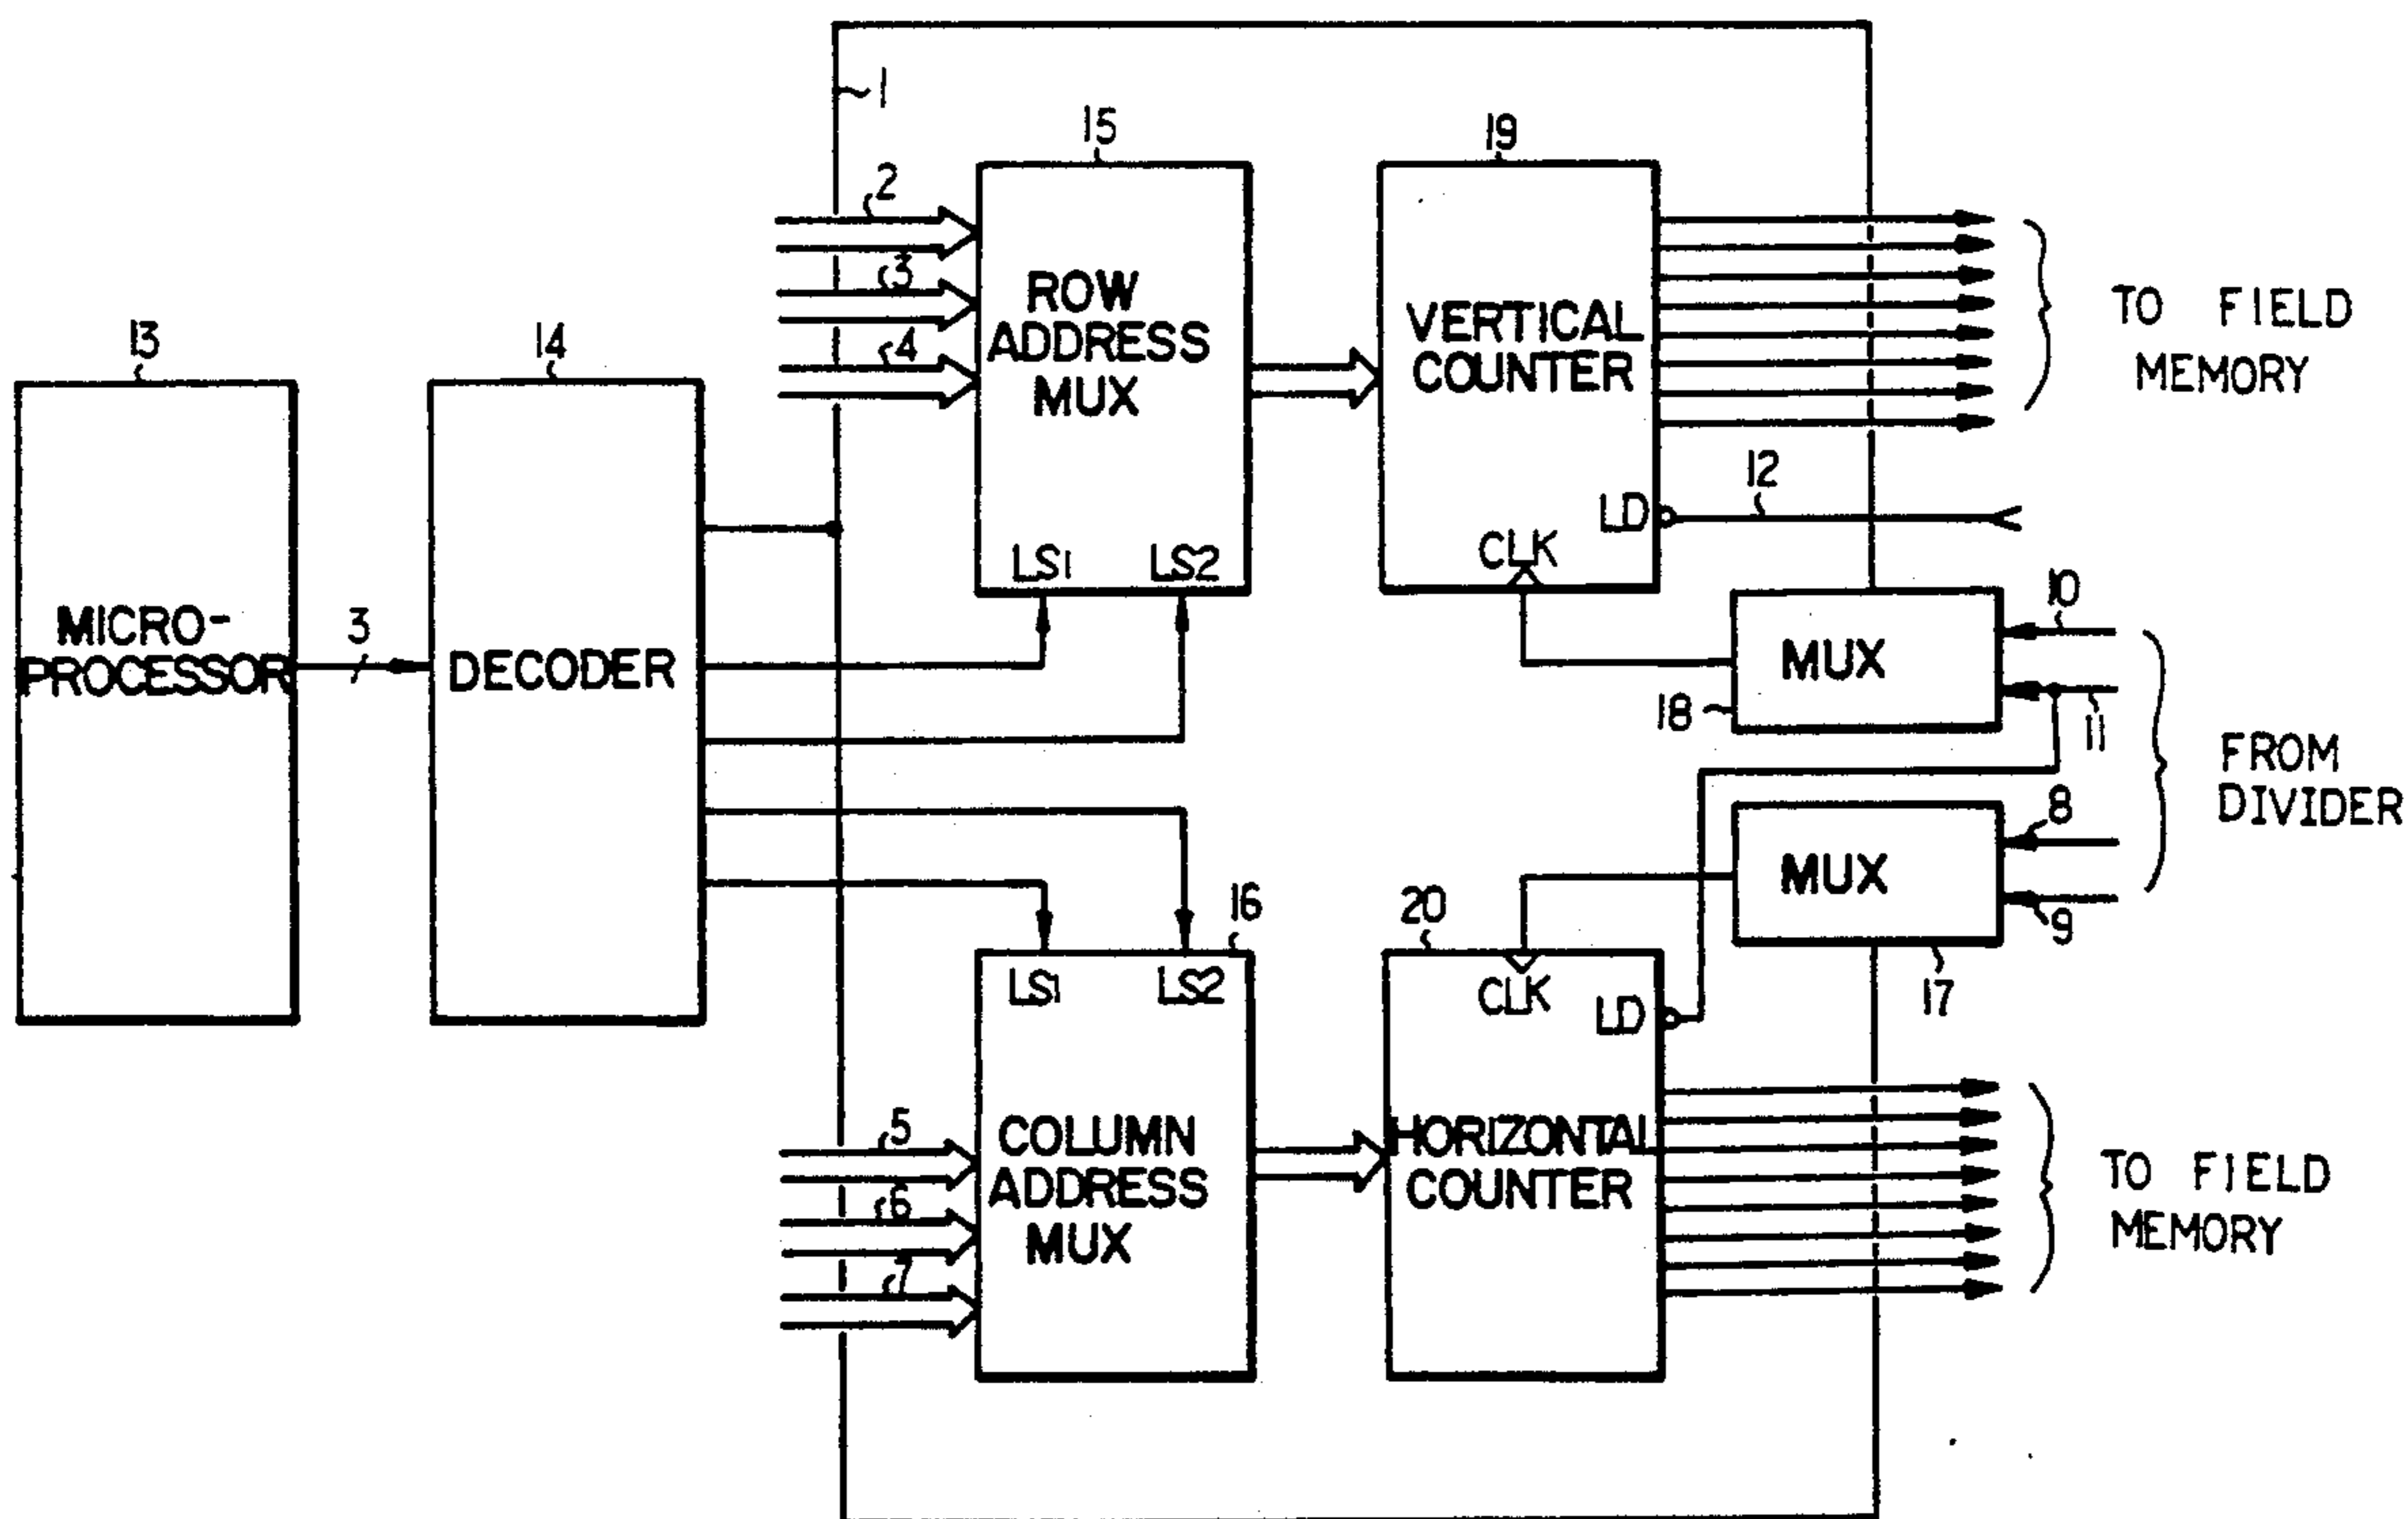 1
15
19
2
3
4
ROW
ADDRESS
MUX
LS1
LS2
VERTICAL
COUNTER
LD
CLK
12
TO FIELD
MEMORY
13
MICRO-
PROCESSOR
3
14
DECODER
MUX
18
10
11
FROM
DIVIDER
MUX
8
9
17
16
LS1
LS2
5
6
7
COLUMN
ADDRESS
MUX
20
CLK
LD
HORIZONTAL
COUNTER
TO FIELD
MEMORY